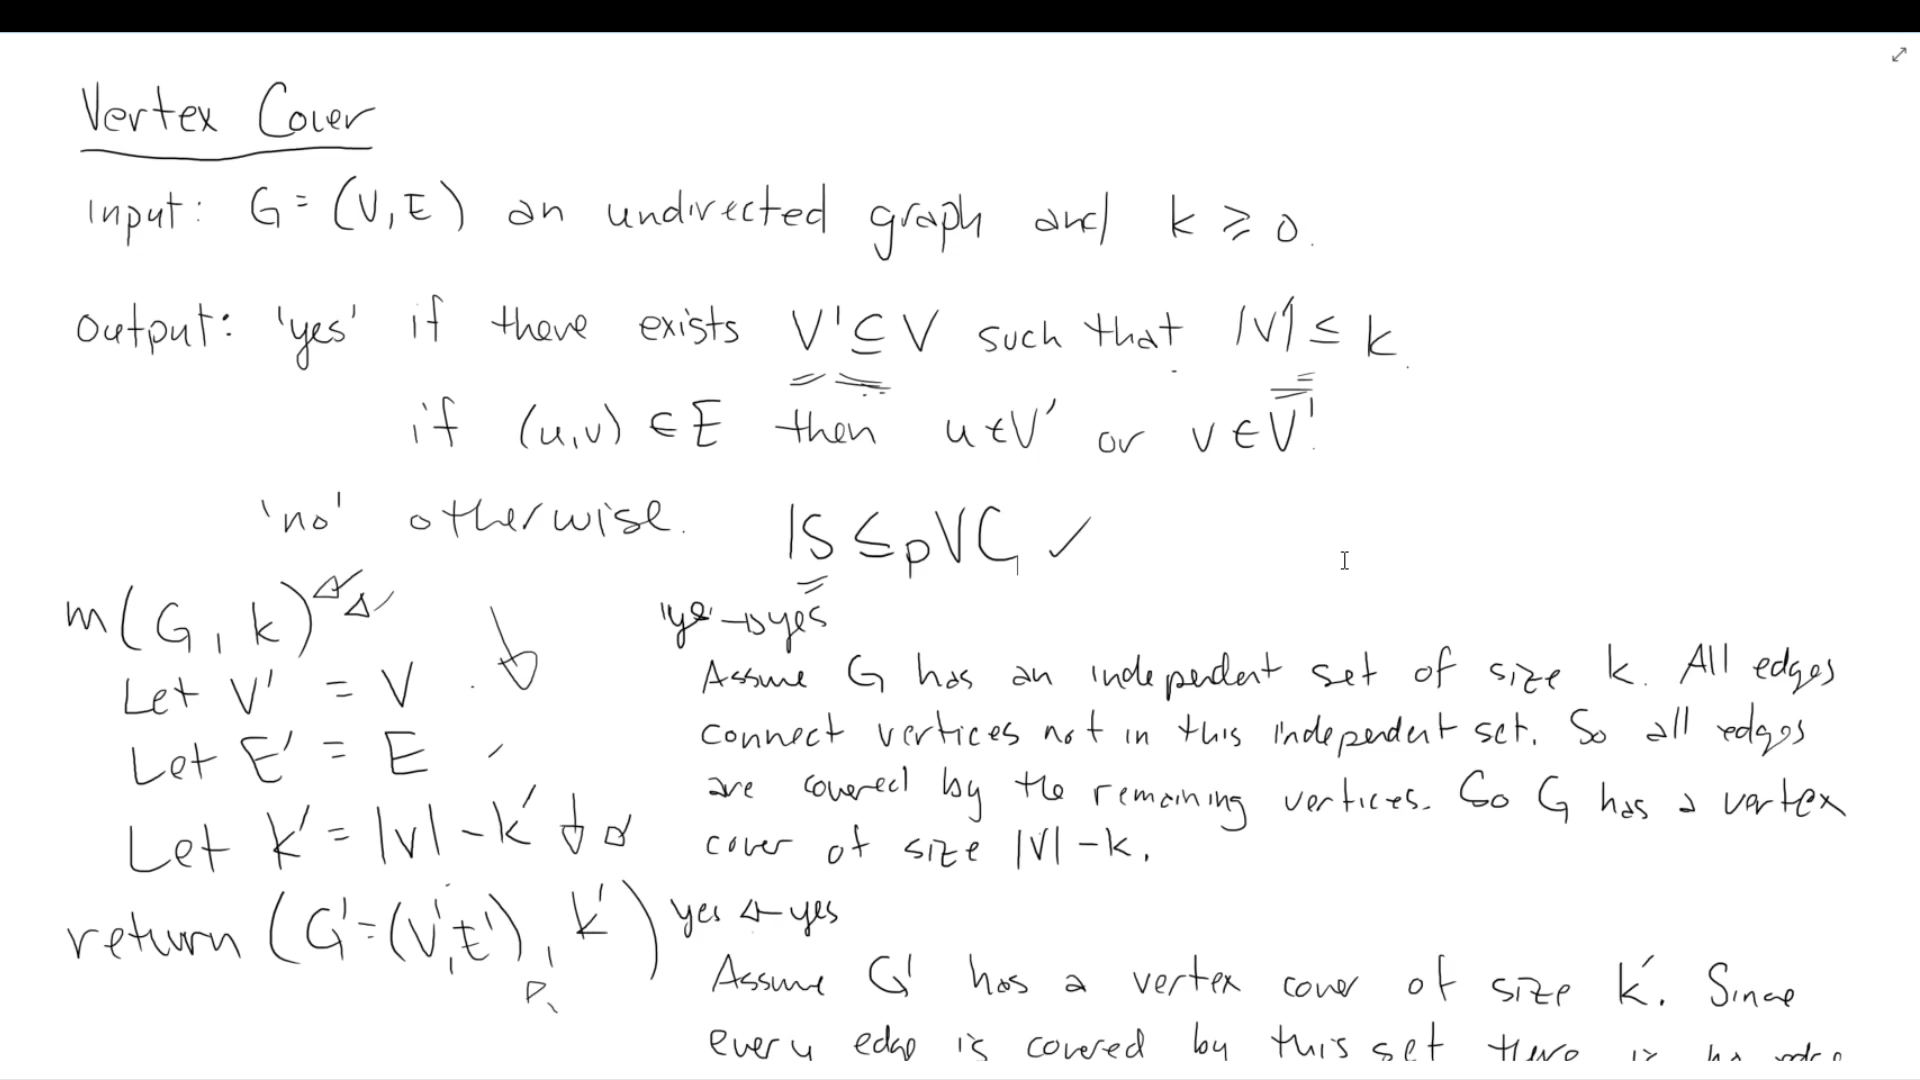 Vertex Cover
Input: G = (V, E) an undirected graph and k ≥ 0.
Output: 'yes' if there exists V' ⊆ V such that |V'| ≤ k.
if (u,v) ∈ E then u ∈ V' or v ∈ V'.
'no' otherwise.
IS ≤p VC ✓
m(G, k)
Let V' = V
Let E' = E
Let k' = |V| - k
return (G' = (V', E'), k')
'yes' → yes
Assume G has an independent set of size k. All edges
connect vertices not in this independent set. So all edges
are covered by the remaining vertices. So G has a vertex
cover of size |V| - k.
yes ← yes
Assume G' has a vertex cover of size k'. Since
every edge is covered by this set there is no